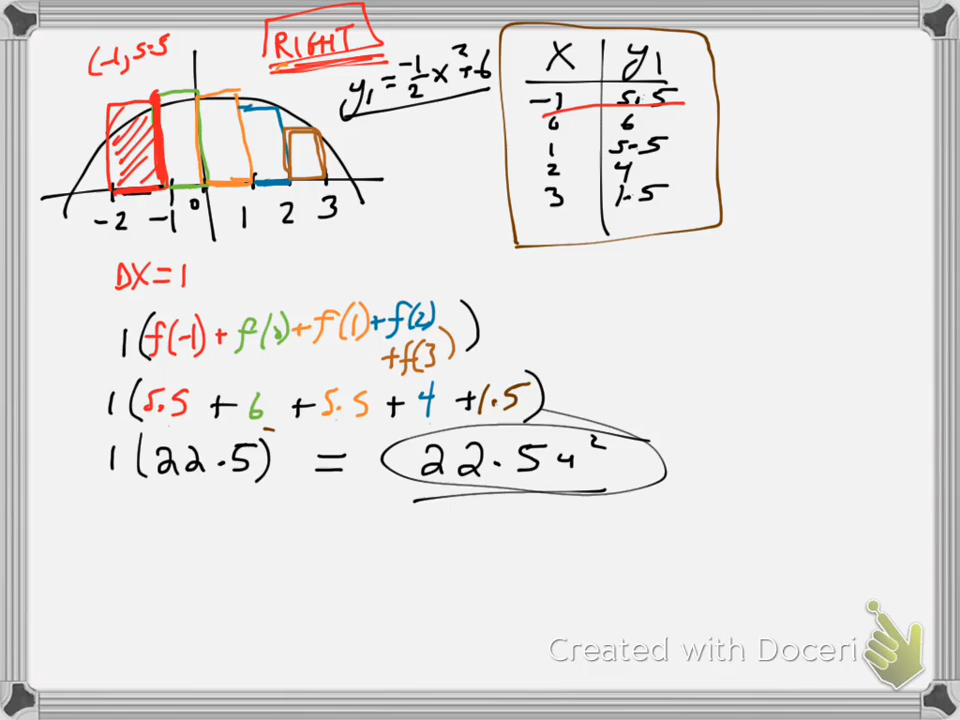 (-1, 5.5
RIGHT
y₁ = -1/2 x² + 6
x | y₁
-1 | 5.5
0 | 6
1 | 5.5
2 | 4
3 | 1.5
-2 -1 0 1 2 3
DX = 1
1(f(-1) + f(0) + f(1) + f(2)
+ f(3))
1(5.5 + 6 + 5.5 + 4 + 1.5)
1(22.5) = 22.5 u²
Created with Doceri